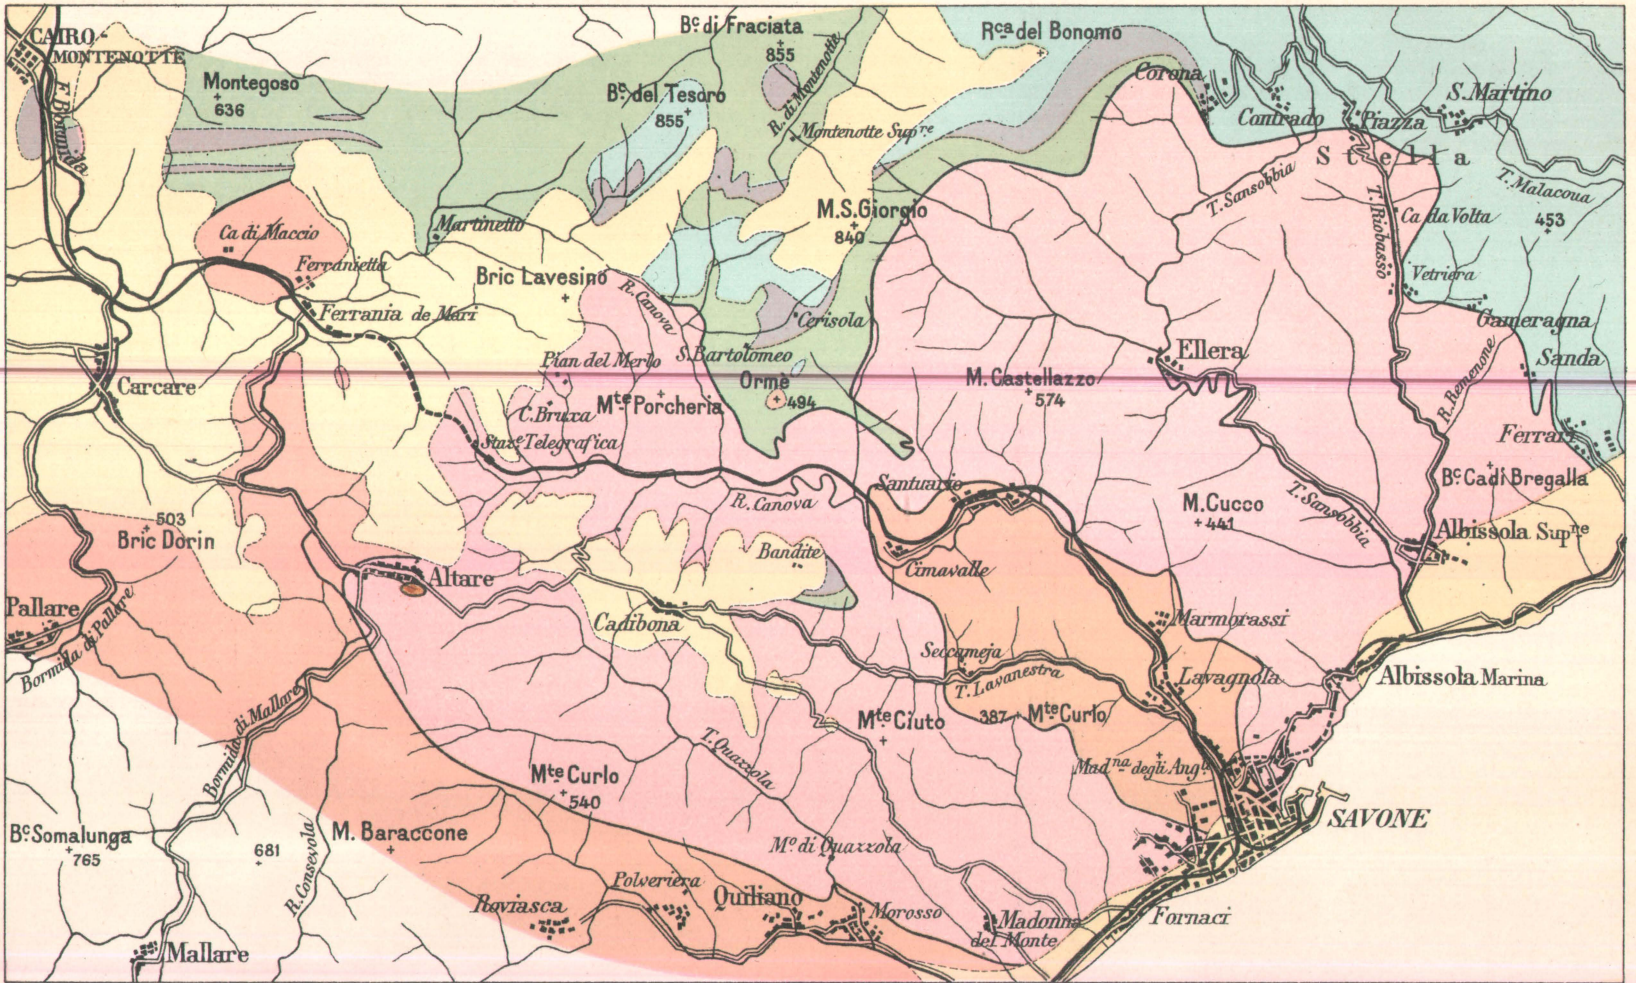 CAIRO-
MONTENOTTE
F. Bormida
Montegoso
636
Bc. di Fraciata
855
Rca del Bonomo
Bc. del Tesoro
855
R. di Montenotte
Montenotte Supre
Corona
Contrado
Piazza
S. Martino
Stella
T. Sansobbia
T. Malacoua
T. Riobasso
Ca da Volta
453
Ca di Maccio
Martinetto
M.S. Giorgio
840
Ferranietta
Bric Lavesino
R. Canova
Vetriera
Ferrania de Mari
Cerisola
Gameragna
Pian del Merlo
S. Bartolomeo
Ellera
Sanda
Carcare
Orme
494
M. Castellazzo
574
R. Remenone
C. Bruxa
Mte Porcheria
Staze Telegrafica
Ferrari
Santuario
R. Canova
M. Cucco
441
T. Sansobbia
Bc. Cadi Bregalla
503
Bric Dorin
Albissola Supre
Bandite
Cimavalle
Altare
Pallare
Bormida di Pallare
Cadibona
Marmorassi
Seccameja
T. Lavanestra
Lavagnola
Albissola Marina
Bormida di Mallare
387
Mte Curlo
Mte Ciuto
T. Quazzola
Madna degli Angli
Mte Curlo
540
SAVONE
Bc. Somalunga
765
681
R. Consevola
M. Baraccone
Mo. di Quazzola
Polveriera
Roviasca
Quiliano
Morosso
Madonna
del Monte
Fornaci
Mallare